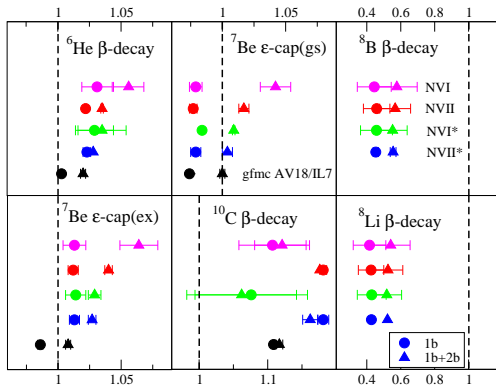 1 1.05 1 1.05 0.4 0.6 0.8 1
⁶He β-decay
⁷Be ε-cap(gs)
⁸B β-decay
NVI
NVII
NVI*
NVII*
gfmc AV18/IL7
⁷Be ε-cap(ex)
¹⁰C β-decay
⁸Li β-decay
1b
1b+2b
1 1.05 1 1.1 0.4 0.6 0.8 1